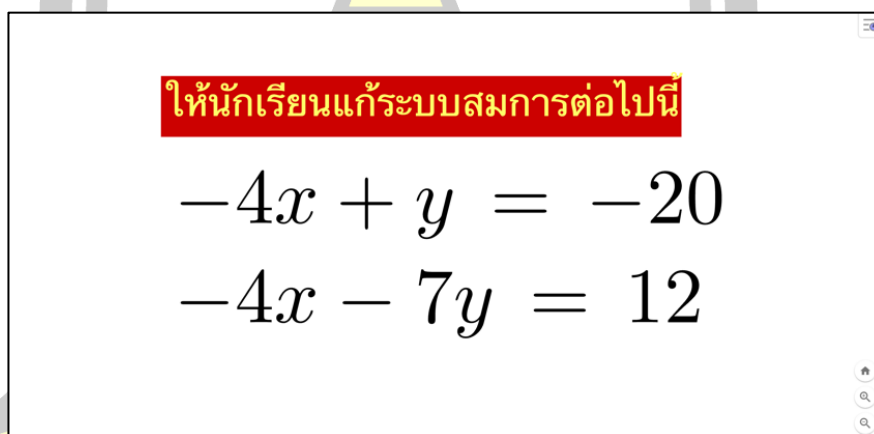 ให้นักเรียนแก้ระบบสมการต่อไปนี้
−4x + y = −20
−4x − 7y = 12